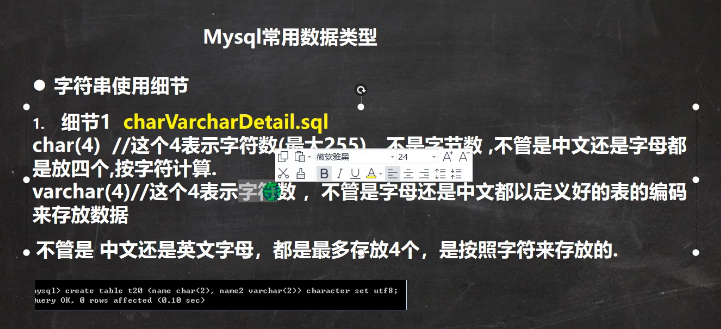 Mysql常用数据类型
● 字符串使用细节
1. 细节1 charVarcharDetail.sql
char(4) //这个4表示字符数(最大255),不是字节数,不管是中文还是字母都
是放四个,按字符计算.
微软雅黑 24 A A
B I U A
varchar(4)//这个4表示字符数 ,不管是字母还是中文都以定义好的表的编码
来存放数据
不管是 中文还是英文字母，都是最多存放4个，是按照字符来存放的.
mysql> create table t20 (name char(2), name2 varchar(2)) character set utf8;
Query OK, 0 rows affected (0.10 sec)